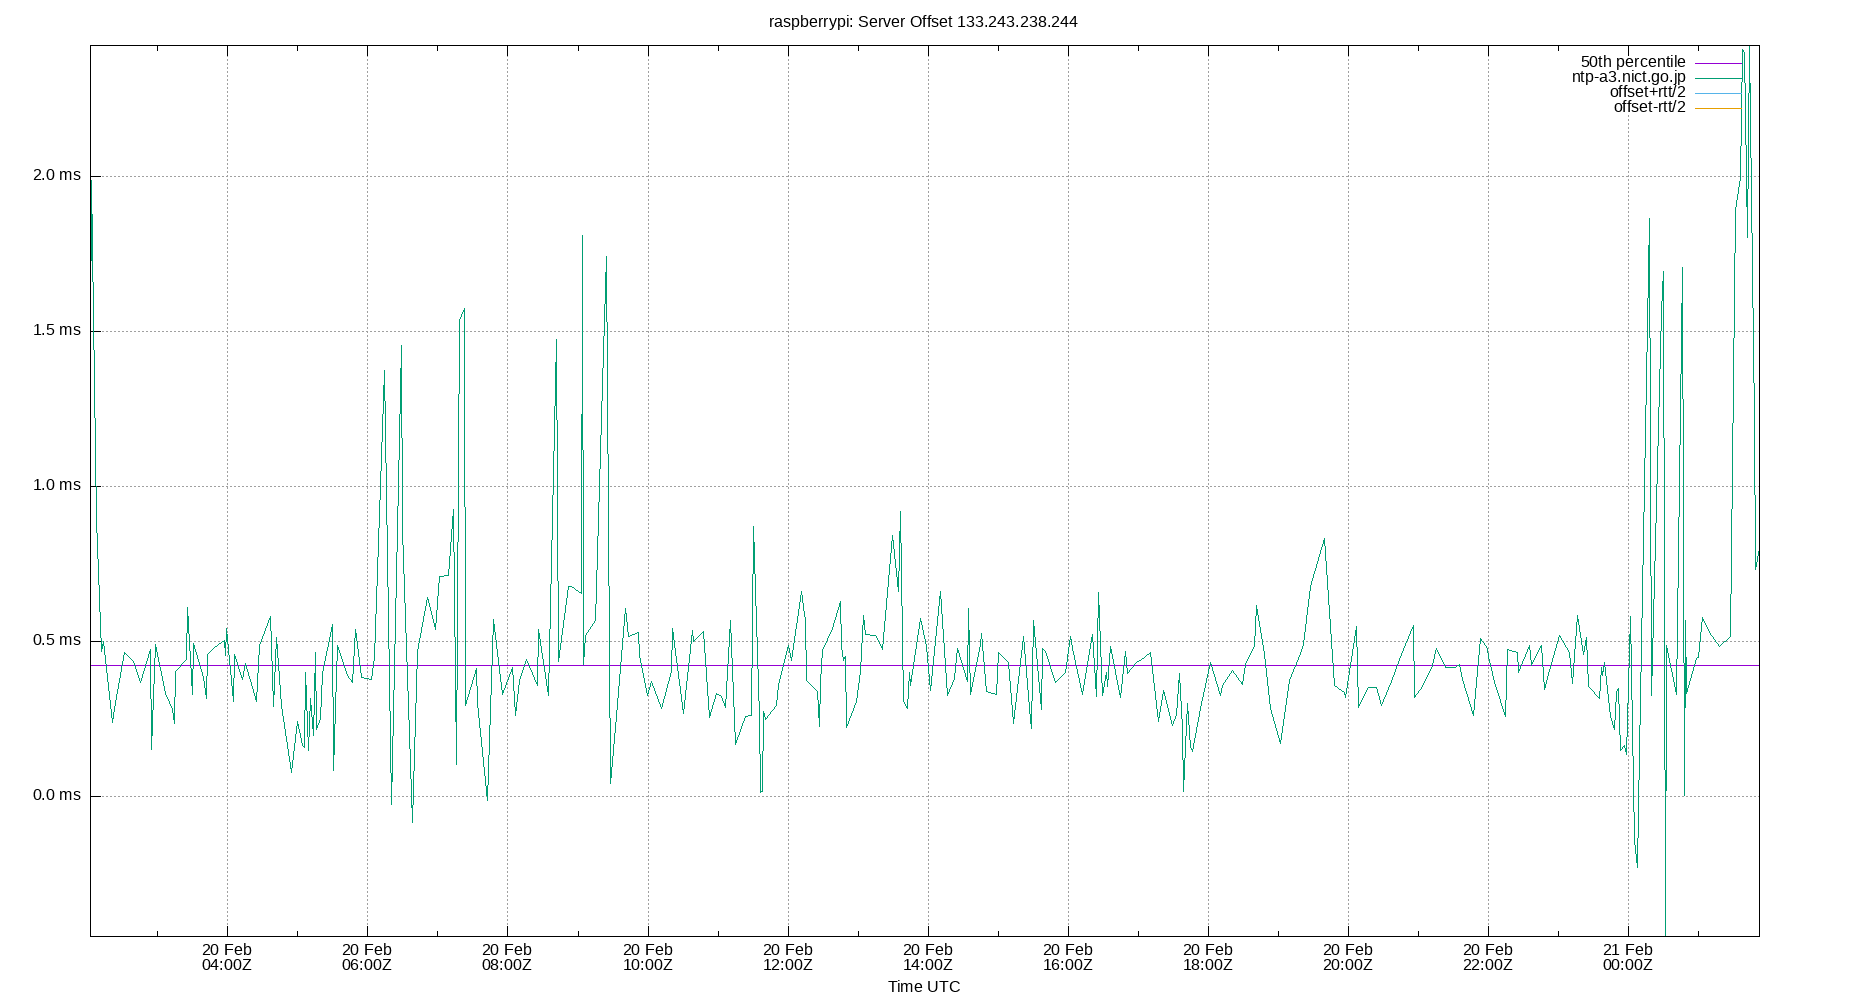 raspberrypi: Server Offset 133.243.238.244
50th percentile
ntp-a3.nict.go.jp
offset+rtt/2
offset-rtt/2
2.0 ms
1.5 ms
1.0 ms
0.5 ms
0.0 ms
20 Feb 20 Feb 20 Feb 20 Feb 20 Feb 20 Feb 20 Feb 20 Feb 20 Feb 20 Feb 21 Feb
04:00Z 06:00Z 08:00Z 10:00Z 12:00Z 14:00Z 16:00Z 18:00Z 20:00Z 22:00Z 00:00Z
Time UTC